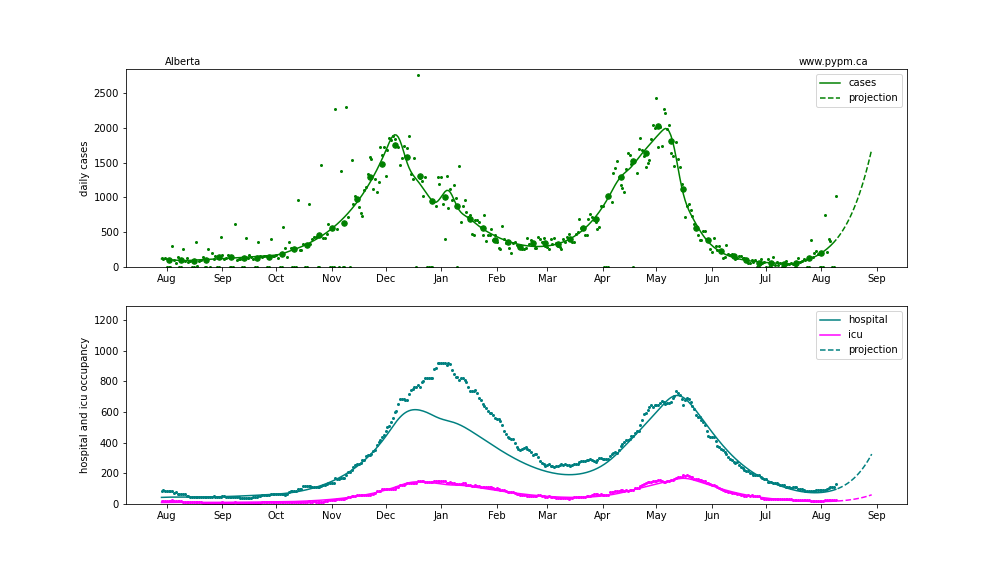 Alberta www.pypm.ca
cases
projection
daily cases
2500
2000
1500
1000
500
0
Aug Sep Oct Nov Dec Jan Feb Mar Apr May Jun Jul Aug Sep
hospital
icu
projection
hospital and icu occupancy
1200
1000
800
600
400
200
0
Aug Sep Oct Nov Dec Jan Feb Mar Apr May Jun Jul Aug Sep